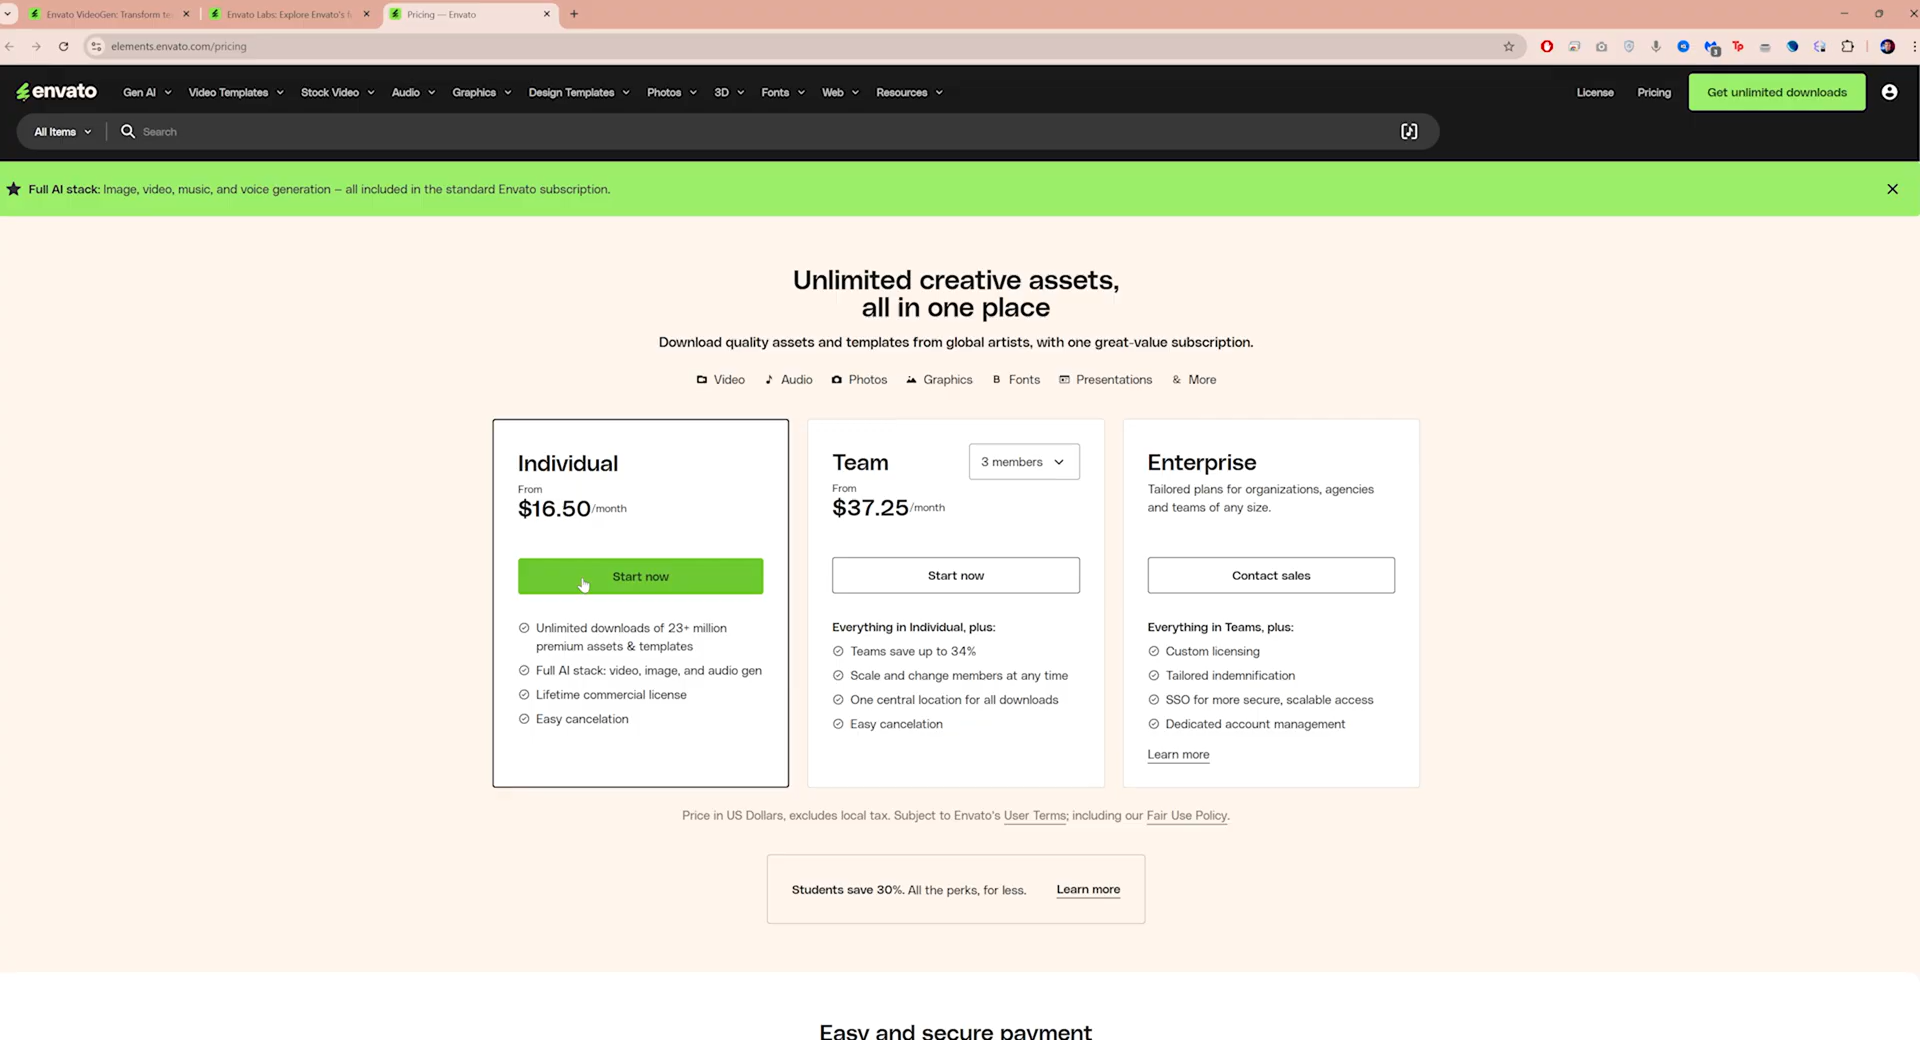 Envato VideoGen: Transform te
Envato Labs: Explore Envato's f
Pricing — Envato
elements.envato.com/pricing
envato
Gen AI
Video Templates
Stock Video
Audio
Graphics
Design Templates
Photos
3D
Fonts
Web
Resources
License
Pricing
Get unlimited downloads
All Items
Search
Full AI stack: Image, video, music, and voice generation – all included in the standard Envato subscription.
Unlimited creative assets,
all in one place
Download quality assets and templates from global artists, with one great-value subscription.
Video
Audio
Photos
Graphics
Fonts
Presentations
& More
Individual
From
$16.50/month
Start now
Unlimited downloads of 23+ million
premium assets & templates
Full AI stack: video, image, and audio gen
Lifetime commercial license
Easy cancelation
Team
3 members
From
$37.25/month
Start now
Everything in Individual, plus:
Teams save up to 34%
Scale and change members at any time
One central location for all downloads
Easy cancelation
Enterprise
Tailored plans for organizations, agencies
and teams of any size.
Contact sales
Everything in Teams, plus:
Custom licensing
Tailored indemnification
SSO for more secure, scalable access
Dedicated account management
Learn more
Price in US Dollars, excludes local tax. Subject to Envato's User Terms; including our Fair Use Policy.
Students save 30%. All the perks, for less.
Learn more
Easy and secure payment